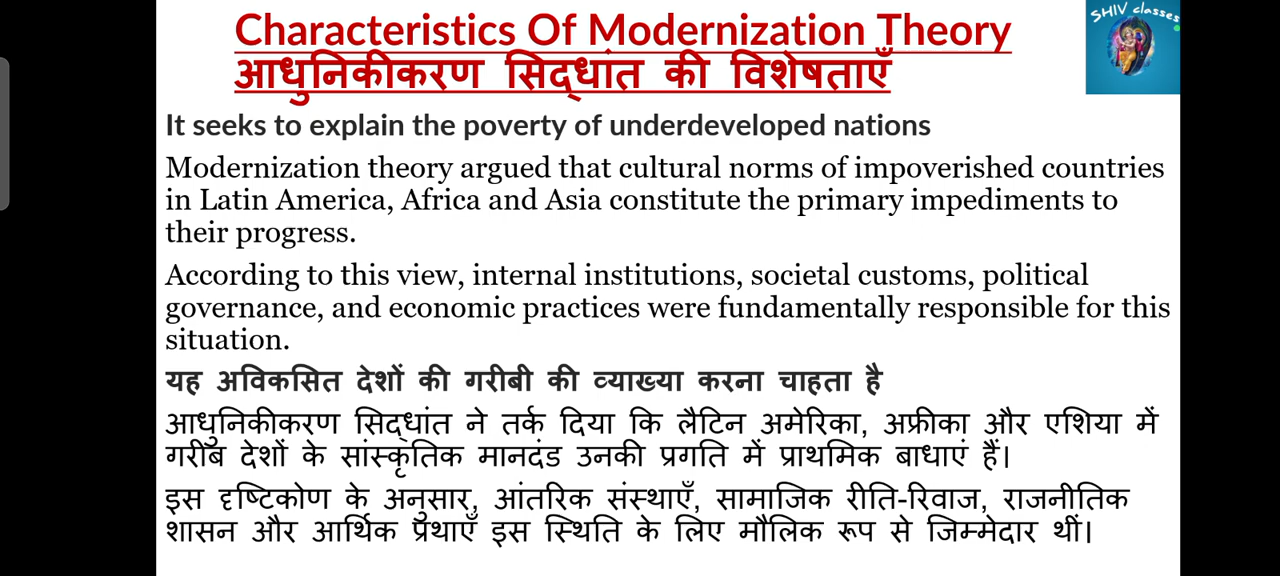 Characteristics Of Modernization Theory
SHIV classes
आधुनिकीकरण सिद्धांत की विशेषताएँ
It seeks to explain the poverty of underdeveloped nations
Modernization theory argued that cultural norms of impoverished countries
in Latin America, Africa and Asia constitute the primary impediments to
their progress.
According to this view, internal institutions, societal customs, political
governance, and economic practices were fundamentally responsible for this
situation.
यह अविकसित देशों की गरीबी की व्याख्या करना चाहता है
आधुनिकीकरण सिद्धांत ने तर्क दिया कि लैटिन अमेरिका, अफ्रीका और एशिया में
गरीब देशों के सांस्कृतिक मानदंड उनकी प्रगति में प्राथमिक बाधाएं हैं।
इस दृष्टिकोण के अनुसार, आंतरिक संस्थाएँ, सामाजिक रीति-रिवाज, राजनीतिक
शासन और आर्थिक प्रथाएँ इस स्थिति के लिए मौलिक रूप से जिम्मेदार थीं।